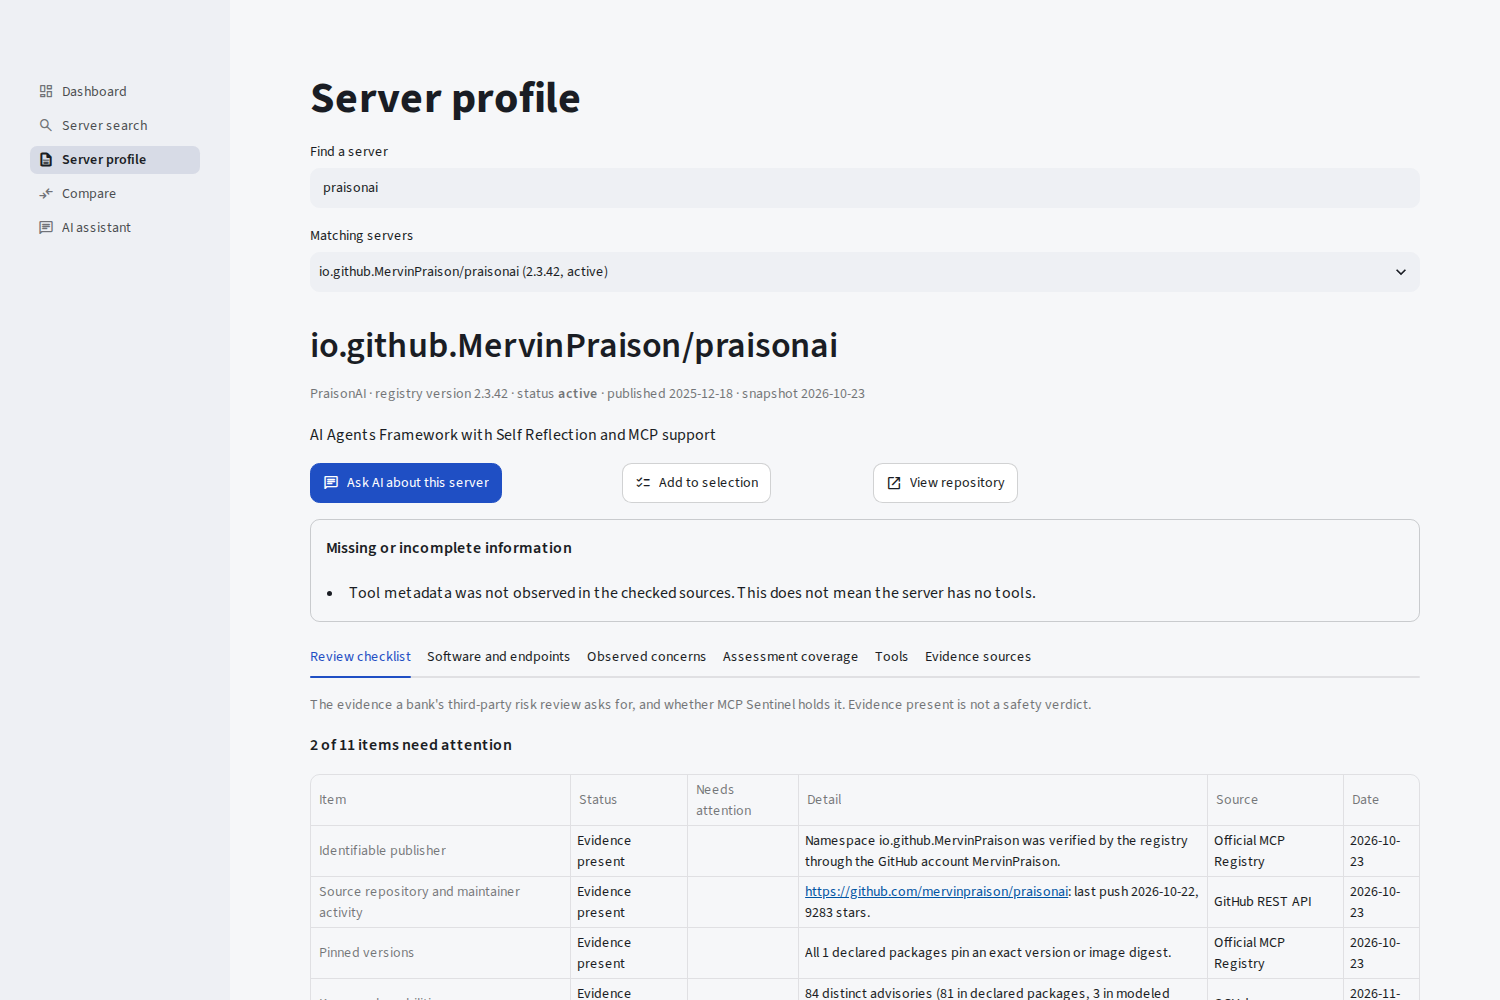 Dashboard
Server search
Server profile
Compare
AI assistant
Server profile
Find a server
praisonai
Matching servers
io.github.MervinPraison/praisonai (2.3.42, active)
io.github.MervinPraison/praisonai
PraisonAI · registry version 2.3.42 · status active · published 2025-12-18 · snapshot 2026-10-23
AI Agents Framework with Self Reflection and MCP support
Ask AI about this server
Add to selection
View repository
Missing or incomplete information
• Tool metadata was not observed in the checked sources. This does not mean the server has no tools.
Review checklist
Software and endpoints
Observed concerns
Assessment coverage
Tools
Evidence sources
The evidence a bank's third-party risk review asks for, and whether MCP Sentinel holds it. Evidence present is not a safety verdict.
2 of 11 items need attention
Item
Status
Needs
attention
Detail
Source
Date
Identifiable publisher
Evidence
present
Namespace io.github.MervinPraison was verified by the registry
through the GitHub account MervinPraison.
Official MCP
Registry
2026-10-
23
Source repository and maintainer
activity
Evidence
present
https://github.com/mervinpraison/praisonai: last push 2026-10-22,
9283 stars.
GitHub REST API
2026-10-
23
Pinned versions
Evidence
present
All 1 declared packages pin an exact version or image digest.
Official MCP
Registry
2026-10-
23
Evidence
84 distinct advisories (81 in declared packages, 3 in modeled
2026-11-